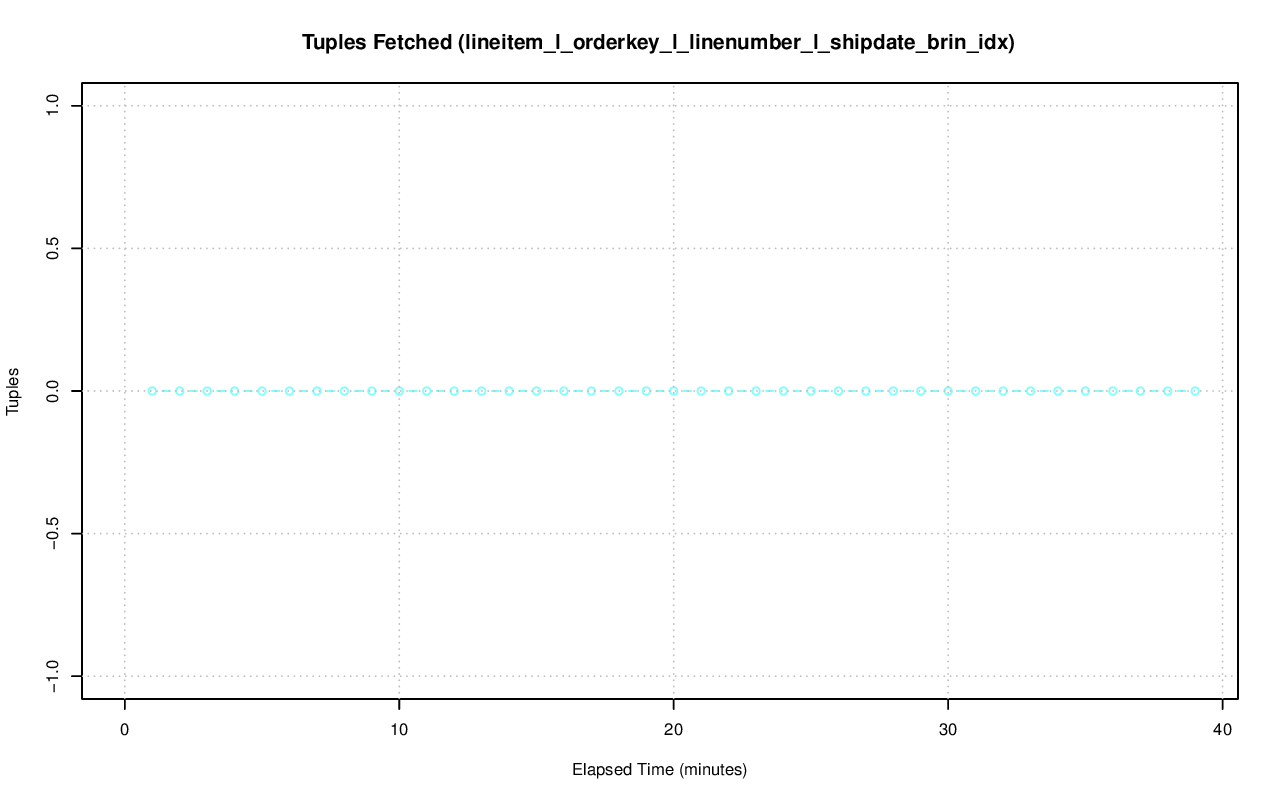 Tuples Fetched (lineitem_l_orderkey_l_linenumber_l_shipdate_brin_idx)
1.0
0.5
0.0
−0.5
−1.0
Tuples
0 10 20 30 40
Elapsed Time (minutes)